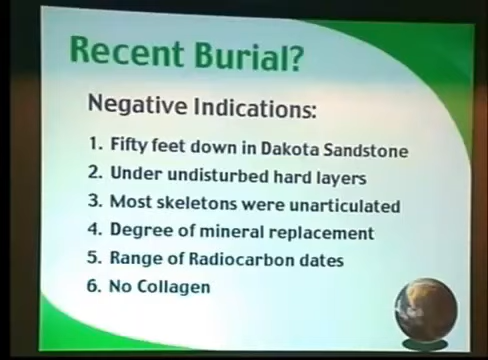 Recent Burial?
Negative Indications:
1. Fifty feet down in Dakota Sandstone
2. Under undisturbed hard layers
3. Most skeletons were unarticulated
4. Degree of mineral replacement
5. Range of Radiocarbon dates
6. No Collagen